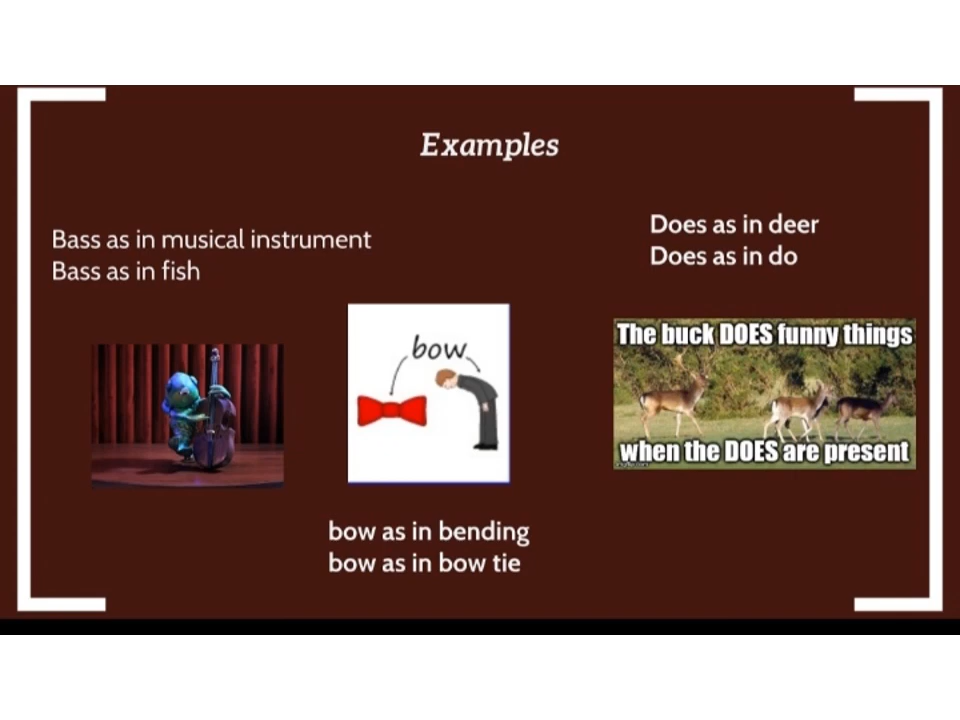 Examples
Bass as in musical instrument
Bass as in fish
bow
bow as in bending
bow as in bow tie
Does as in deer
Does as in do
The buck DOES funny things
when the DOES are present